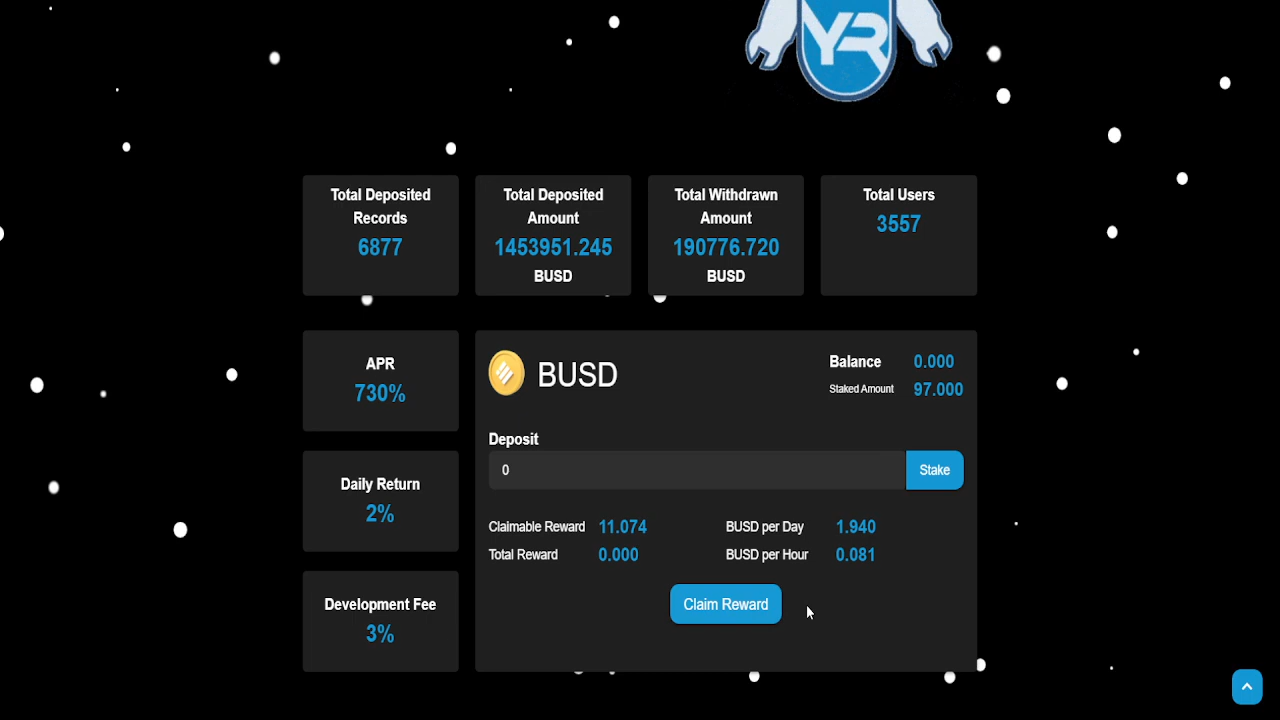 YR
Total Deposited
Records
6877
Total Deposited
Amount
1453951.245
BUSD
Total Withdrawn
Amount
190776.720
BUSD
Total Users
3557
APR
730%
Daily Return
2%
Development Fee
3%
BUSD
Balance 0.000
Staked Amount 97.000
Deposit
0 Stake
Claimable Reward 11.074 BUSD per Day 1.940
Total Reward 0.000 BUSD per Hour 0.081
Claim Reward